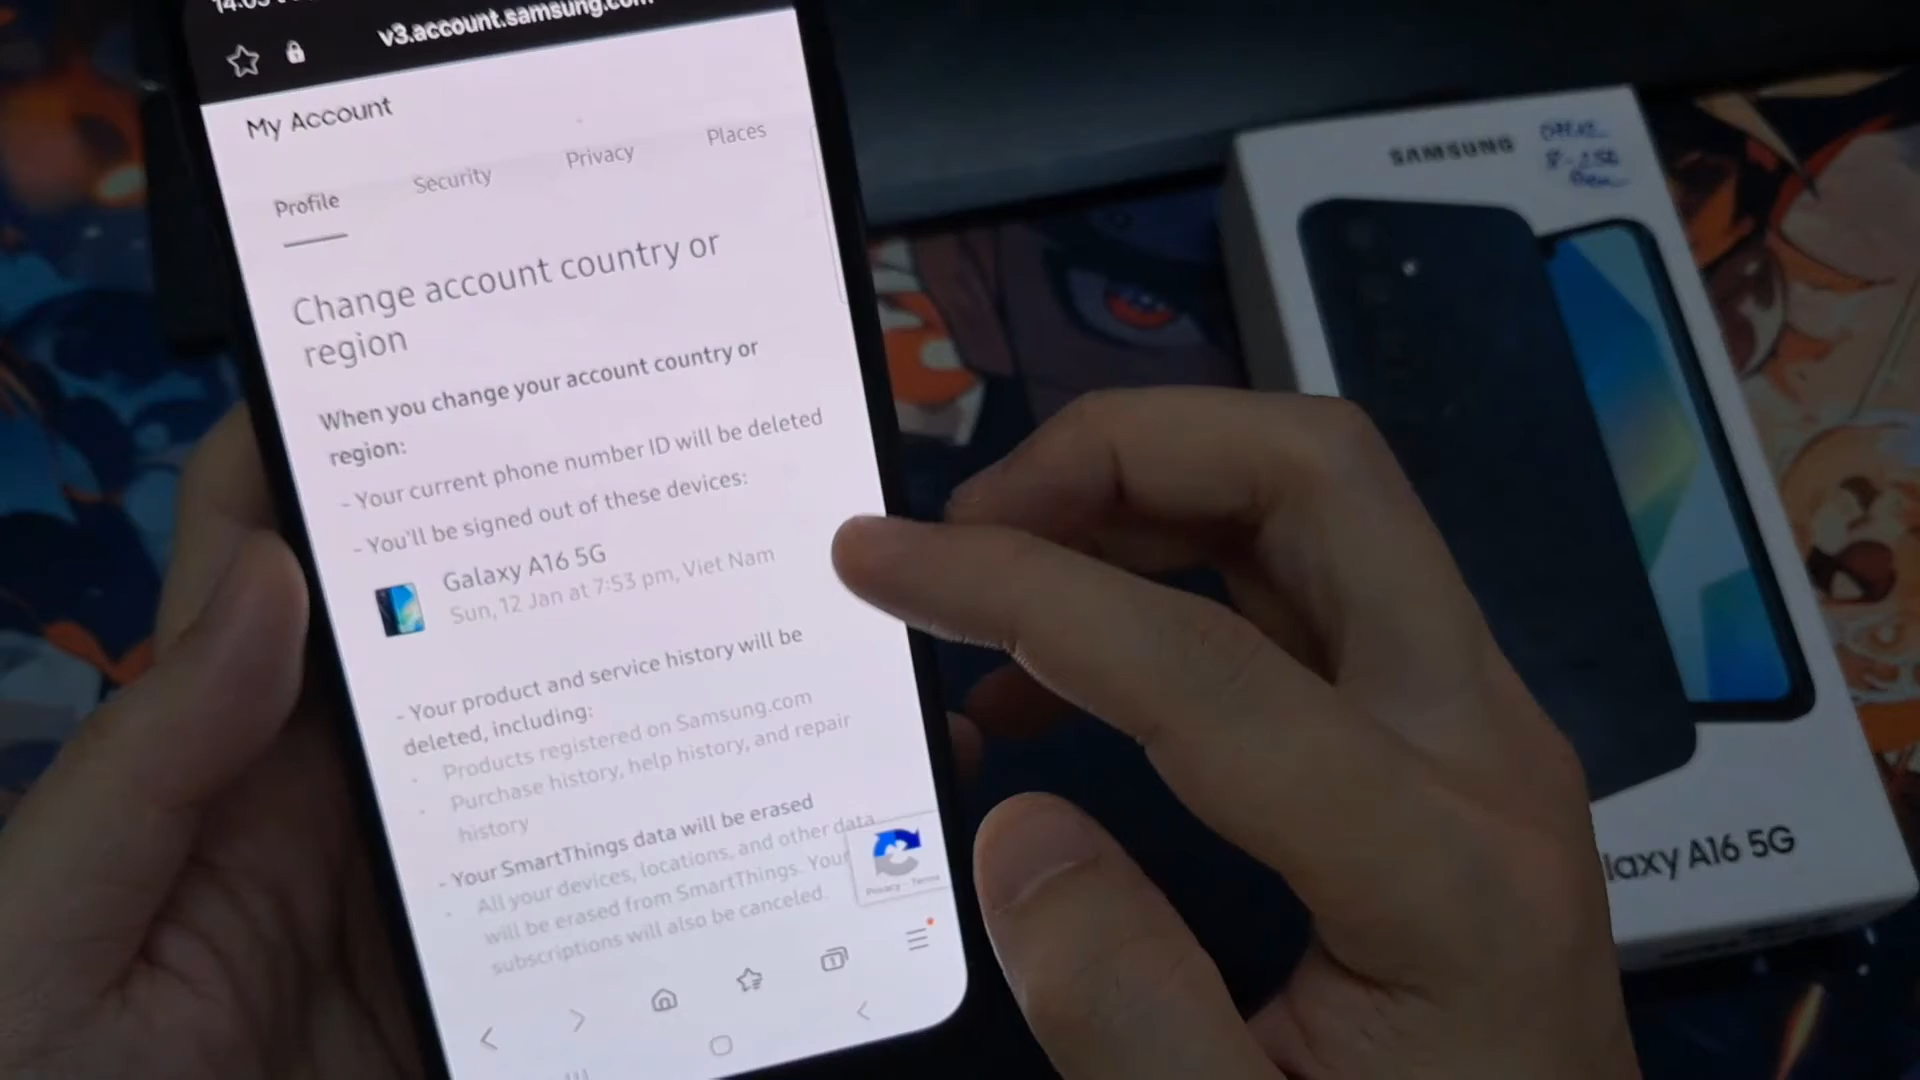 v3.account.samsung.com
My Account
Profile
Security
Privacy
Places
Change account country or
region
When you change your account country or
region:
- Your current phone number ID will be deleted
- You'll be signed out of these devices:
Galaxy A16 5G
Sun, 12 Jan at 7:53 pm, Viet Nam
- Your product and service history will be
deleted, including:
- Products registered on Samsung.com
- Purchase history, help history, and repair
history
- Your SmartThings data will be erased
- All your devices, locations, and other data
will be erased from SmartThings. Your
subscriptions will also be canceled.
Privacy - Terms
1
SAMSUNG
laxy A16 5G